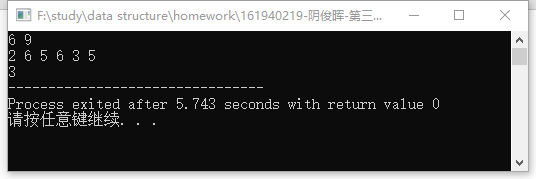 F:\study\data structure\homework\161940219-阴俊晖-第三...
6 9
2 6 5 6 3 5
3
--------------------------------
Process exited after 5.743 seconds with return value 0
请按任意键继续. . .